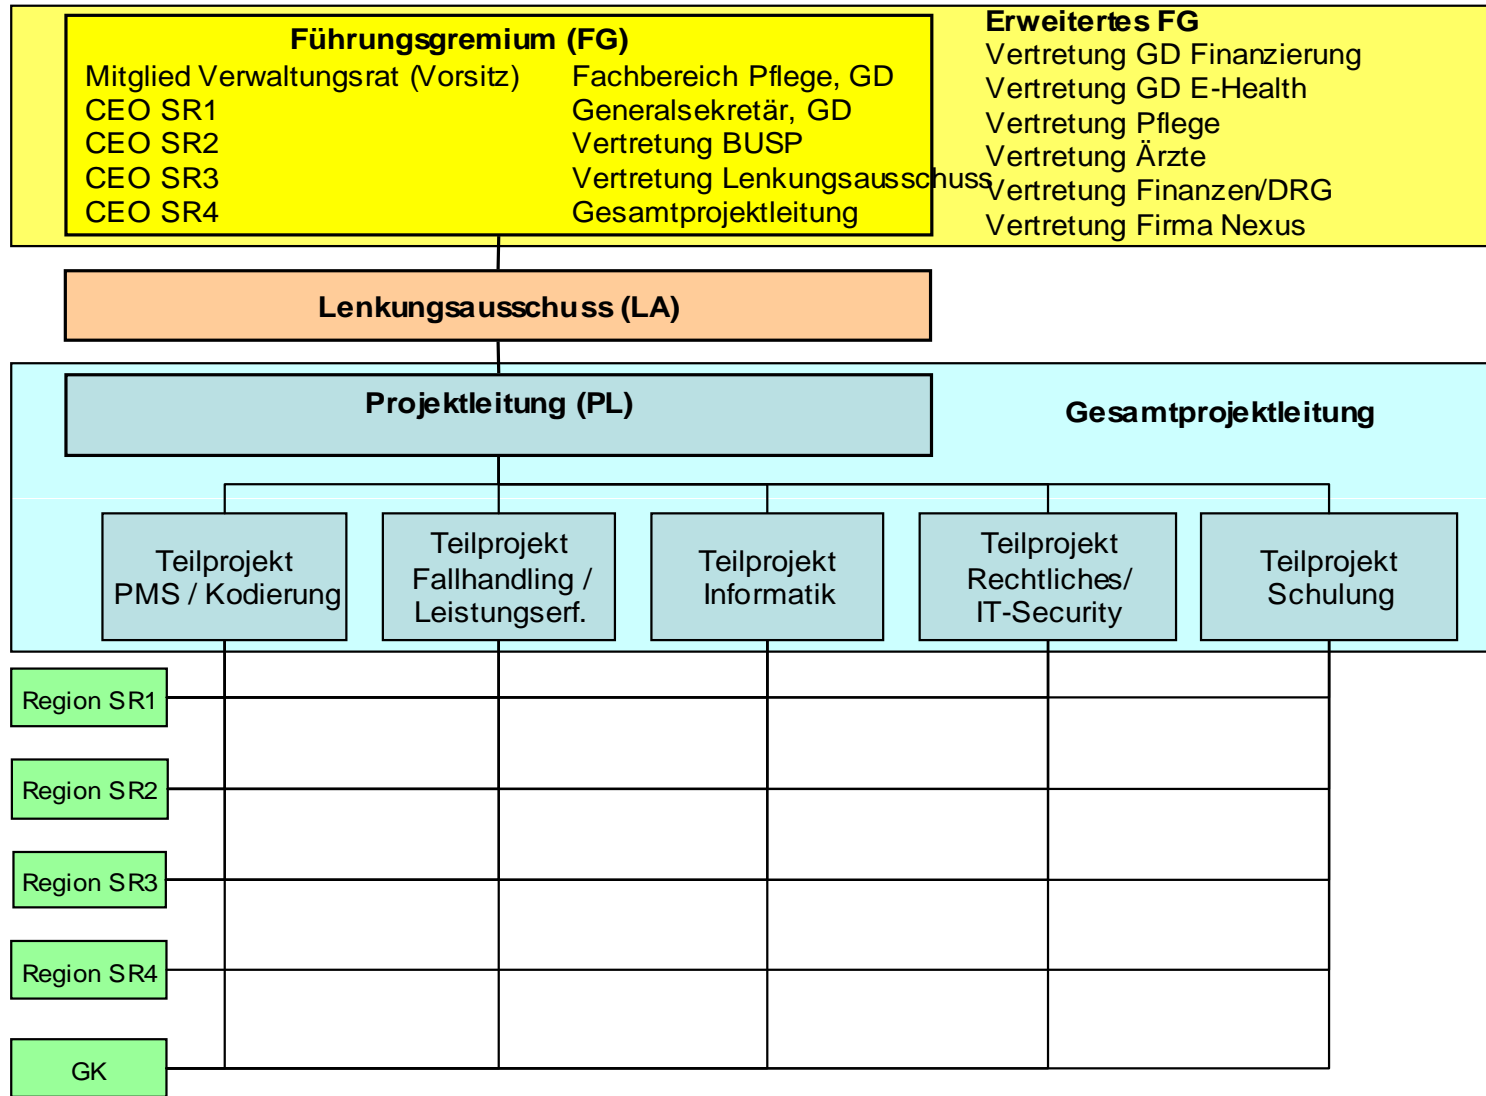 Führungsgremium (FG)
Mitglied Verwaltungsrat (Vorsitz)
CEO SR1
CEO SR2
CEO SR3
CEO SR4
Fachbereich Pflege, GD
Generalsekretär, GD
Vertretung BUSP
Vertretung Lenkungsausschuss
Gesamtprojektleitung
Erweitertes FG
Vertretung GD Finanzierung
Vertretung GD E-Health
Vertretung Pflege
Vertretung Ärzte
Vertretung Finanzen/DRG
Vertretung Firma Nexus
Lenkungsausschuss (LA)
Projektleitung (PL)
Gesamtprojektleitung
Teilprojekt
PMS / Kodierung
Teilprojekt
Fallhandling /
Leistungserf.
Teilprojekt
Informatik
Teilprojekt
Rechtliches/
IT-Security
Teilprojekt
Schulung
Region SR1
Region SR2
Region SR3
Region SR4
GK